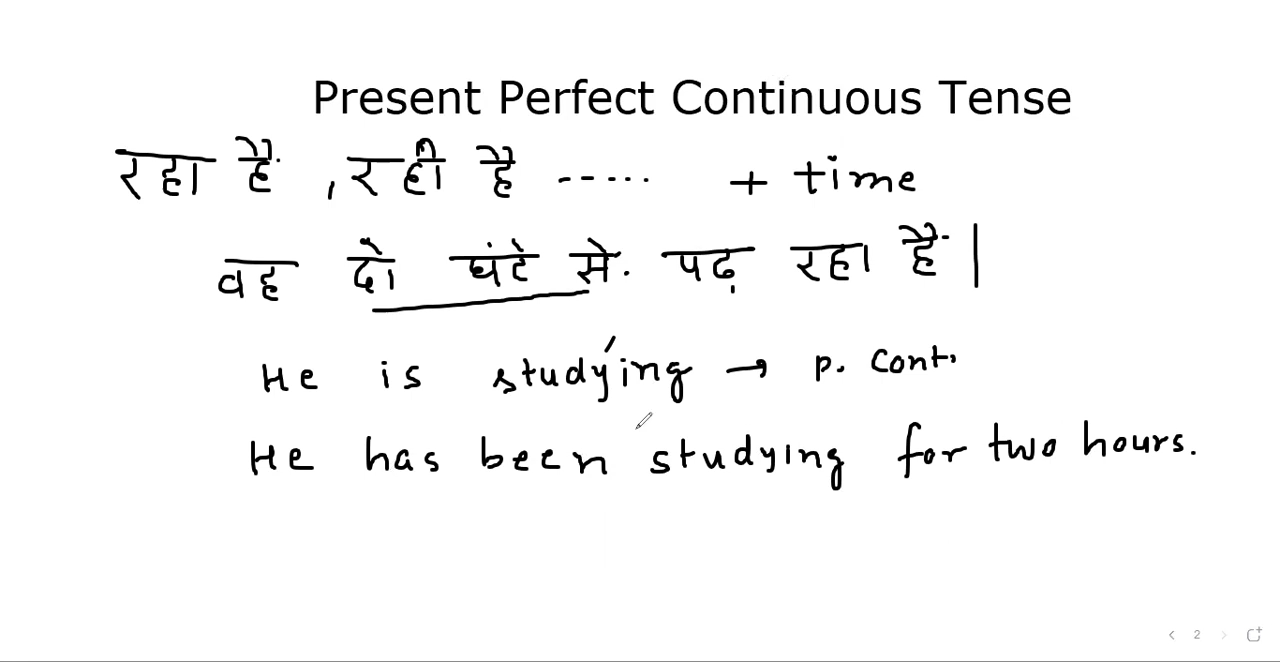 Present Perfect Continuous Tense
रहा है, रही है ----- + time
वह दो घंटे से पढ़ रहा है।
He is studying → p. cont.
He has been studying for two hours.
2